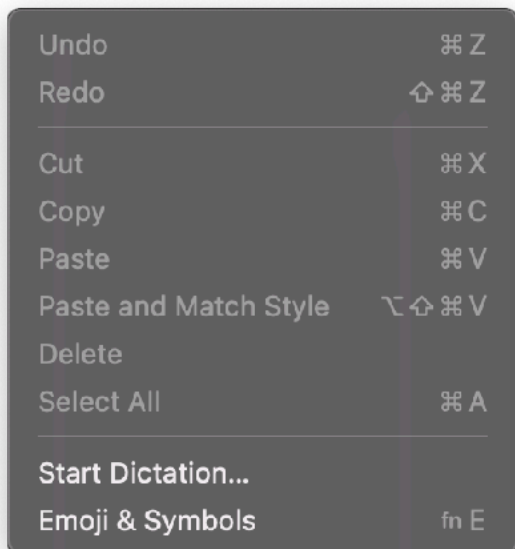 Undo ⌘Z
Redo ⇧⌘Z
Cut ⌘X
Copy ⌘C
Paste ⌘V
Paste and Match Style ⌥⇧⌘V
Delete
Select All ⌘A
Start Dictation...
Emoji & Symbols fn E